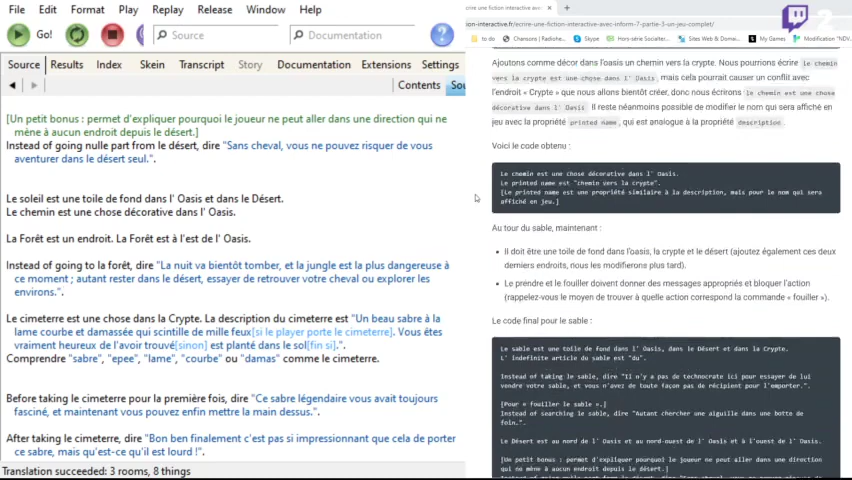 File Edit Format Play Replay Release Window Help
Go! Source Documentation
Source Results Index Skein Transcript Story Documentation Extensions Settings
Contents
[Un petit bonus : permet d'expliquer pourquoi le joueur ne peut aller dans une direction qui ne
mène à aucun endroit depuis le désert.]
Instead of going nulle part from le désert, dire "Sans cheval, vous ne pouvez risquer de vous
aventurer dans le désert seul.".
Le soleil est une toile de fond dans l' Oasis et dans le Désert.
Le chemin est une chose décorative dans l' Oasis.
La Forêt est un endroit. La Forêt est à l'est de l' Oasis.
Instead of going to la forêt, dire "La nuit va bientôt tomber, et la jungle est la plus dangereuse à
ce moment ; autant rester dans le désert, essayer de retrouver votre cheval ou explorer les
environs.".
Le cimeterre est une chose dans la Crypte. La description du cimeterre est "Un beau sabre à la
lame courbe et damassée qui scintille de mille feux[si le player porte le cimeterre]. Vous êtes
vraiment heureux de l'avoir trouvé[sinon] est planté dans le sol[fin si].".
Comprendre "sabre", "epee", "lame", "courbe" ou "damas" comme le cimeterre.
Before taking le cimeterre pour la première fois, dire "Ce sabre légendaire vous avait toujours
fasciné, et maintenant vous pouvez enfin mettre la main dessus.".
After taking le cimeterre, dire "Bon ben finalement c'est pas si impressionnant que cela de porter
ce sabre, mais qu'est-ce qu'il est lourd !".
Translation succeeded: 3 rooms, 8 things
écrire une fiction interactive avec
on-interactive.fr/ecrire-une-fiction-interactive-avec-inform-7-partie-3-un-jeu-complet/
to do Chansons | Radiohe... Skype Hors-série Socialter... Sites Web & Domain... My Games Modification "NDV...
2
Ajoutons comme décor dans l'oasis un chemin vers la crypte. Nous pourrions écrire le chemin
vers la crypte est une chose dans l' Oasis, mais cela pourrait causer un conflit avec
l'endroit « Crypte » que nous allons bientôt créer, donc nous écrirons le chemin est une chose
décorative dans l' Oasis Il reste néanmoins possible de modifier le nom qui sera affiché en
jeu avec la propriété printed name, qui est analogue à la propriété description.
Voici le code obtenu :
Le chemin est une chose décorative dans l' Oasis.
Le printed name est "chemin vers la crypte".
[Le printed name est une propriété similaire à la description, mais pour le nom qui sera
affiché en jeu.]
Au tour du sable, maintenant :
• Il doit être une toile de fond dans l'oasis, la crypte et le désert (ajoutez également ces deux
derniers endroits, nous les modifierons plus tard).
• Le prendre et le fouiller doivent donner des messages appropriés et bloquer l'action
(rappelez-vous le moyen de trouver à quelle action correspond la commande « fouiller »).
Le code final pour le sable :
Le sable est une toile de fond dans l' Oasis, dans le Désert et dans la Crypte.
L' indefinite article du sable est "du".
Instead of taking le sable, dire "Il n'y a pas de technocrate ici pour essayer de lui
vendre votre sable, et vous n'avez de toute façon pas de récipient pour l'emporter.".
[Pour « fouiller le sable ».]
Instead of searching le sable, dire "Autant chercher une aiguille dans une botte de
foin.".
Le Désert est au nord de l' Oasis et au nord-ouest de l' Oasis et à l'ouest de l' Oasis.
[Un petit bonus : permet d'expliquer pourquoi le joueur ne peut aller dans une direction
qui ne mène à aucun endroit depuis le désert.]